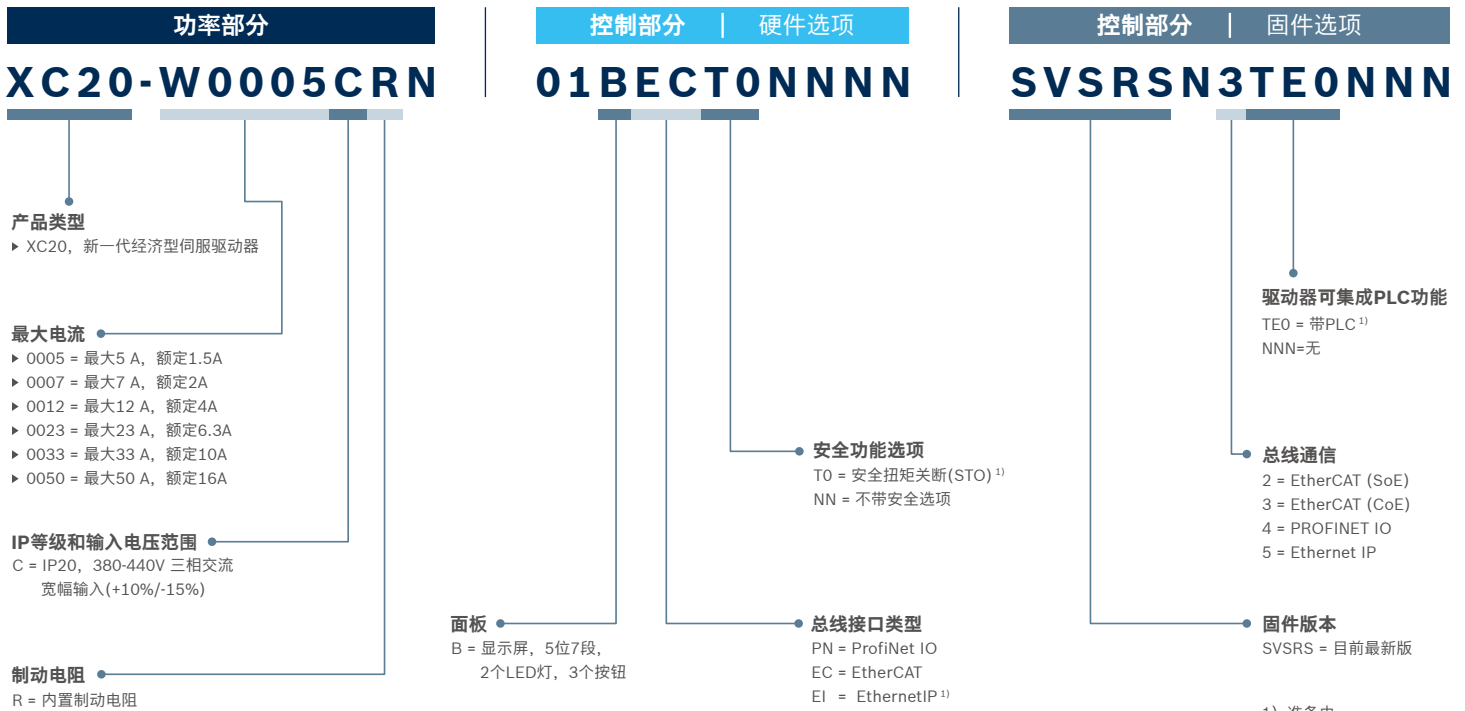 功率部分
XC20-W0005CRN
产品类型
▸ XC20，新一代经济型伺服驱动器
最大电流
▸ 0005 = 最大5 A，额定1.5A
▸ 0007 = 最大7 A，额定2A
▸ 0012 = 最大12 A，额定4A
▸ 0023 = 最大23 A，额定6.3A
▸ 0033 = 最大33 A，额定10A
▸ 0050 = 最大50 A，额定16A
IP等级和输入电压范围
C = IP20，380-440V 三相交流
宽幅输入(+10%/-15%)
制动电阻
R = 内置制动电阻
控制部分 | 硬件选项
01BECT0NNNN
安全功能选项
T0 = 安全扭矩关断(STO) 1)
NN = 不带安全选项
面板
B = 显示屏，5位7段，
2个LED灯，3个按钮
总线接口类型
PN = ProfiNet IO
EC = EtherCAT
EI = EthernetIP 1)
控制部分 | 固件选项
SVSRSN3TE0NNN
驱动器可集成PLC功能
TE0 = 带PLC 1)
NNN=无
总线通信
2 = EtherCAT (SoE)
3 = EtherCAT (CoE)
4 = PROFINET IO
5 = Ethernet IP
固件版本
SVSRS = 目前最新版